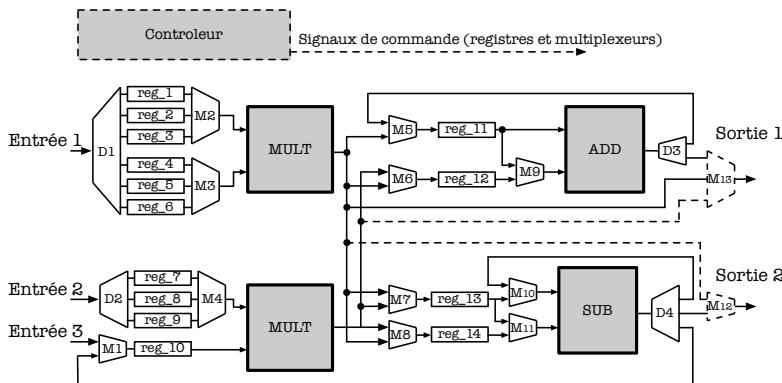 Controleur
Signaux de commande (registres et multiplexeurs)
Entrée 1
D1
reg_1
reg_2
reg_3
reg_4
reg_5
reg_6
M2
M3
MULT
M5
reg_11
M6
reg_12
M9
ADD
D3
Sortie 1
M13
Entrée 2
D2
reg_7
reg_8
reg_9
M4
Entrée 3
M1
reg_10
MULT
M7
reg_13
M8
reg_14
M10
M11
SUB
D4
Sortie 2
M12